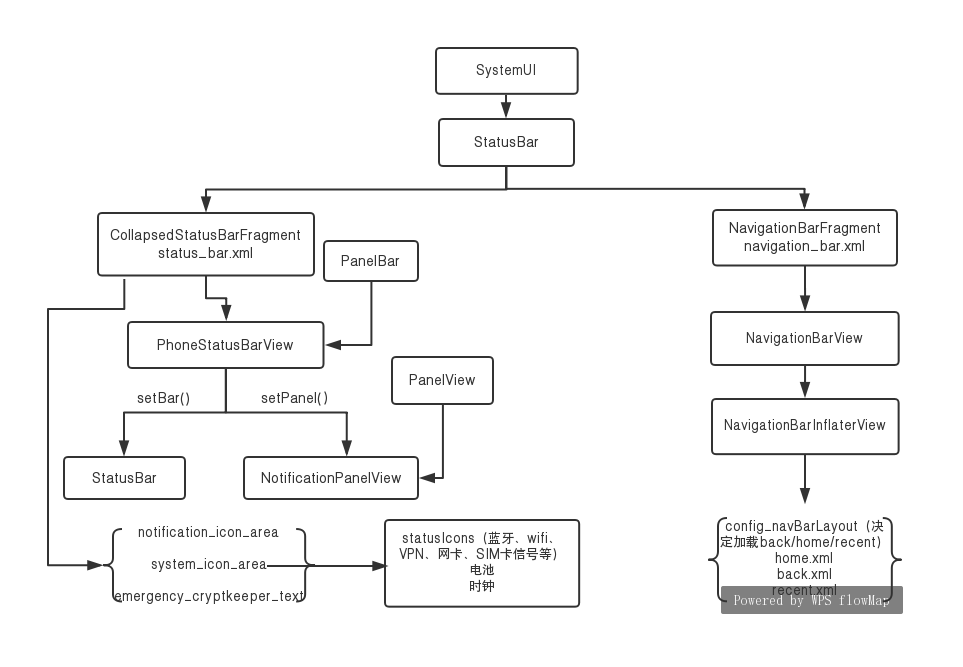 SystemUI
StatusBar
CollapsedStatusBarFragment
status_bar.xml
PanelBar
NavigationBarFragment
navigation_bar.xml
PhoneStatusBarView
NavigationBarView
PanelView
setBar()
setPanel()
NavigationBarInflaterView
StatusBar
NotificationPanelView
notification_icon_area
system_icon_area
emergency_cryptkeeper_text
statusIcons（蓝牙、wifi、
VPN、网卡、SIM卡信号等）
电池
时钟
config_navBarLayout（决
定加载back/home/recent）
home.xml
back.xml
recent.xml
Powered by WPS flowMap